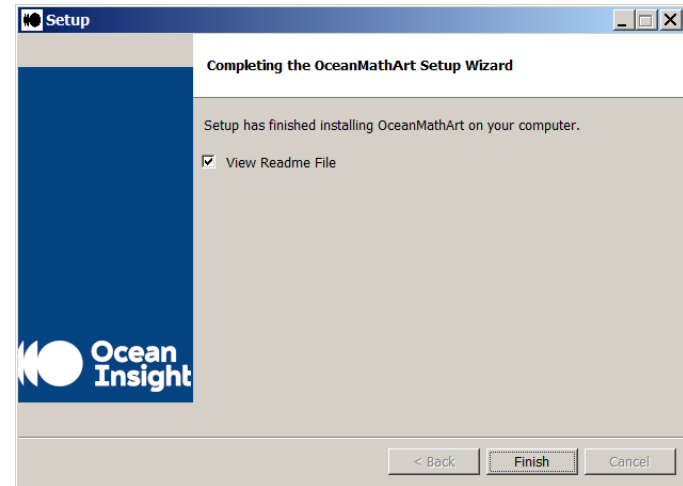 Setup
Completing the OceanMathArt Setup Wizard
Setup has finished installing OceanMathArt on your computer.
View Readme File
Ocean
Insight
< Back
Finish
Cancel